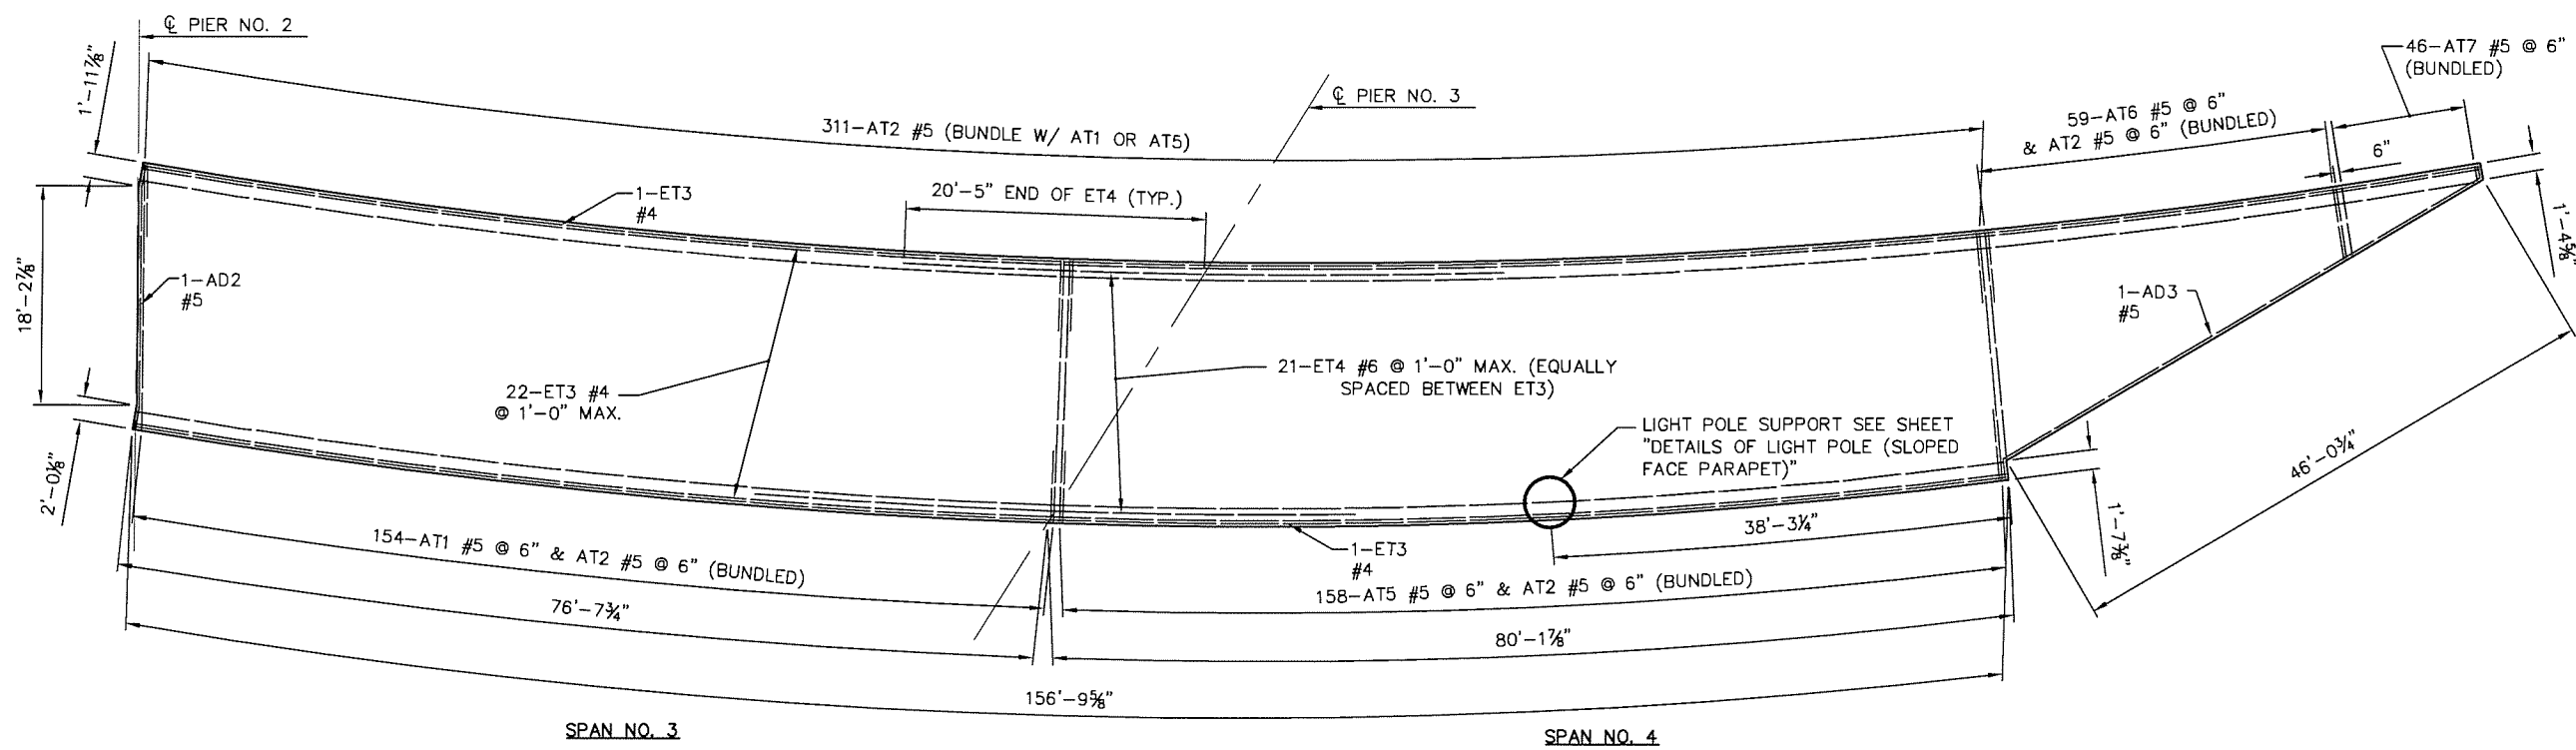 ℄ PIER NO. 2
1'-11⅞"
311-AT2 #5 (BUNDLE W/ AT1 OR AT5)
℄ PIER NO. 3
46-AT7 #5 @ 6"
(BUNDLED)
59-AT6 #5 @ 6"
& AT2 #5 @ 6" (BUNDLED)
6"
1'-4⅝"
1-ET3
#4
20'-5" END OF ET4 (TYP.)
18'-2⅞"
1-AD2
#5
1-AD3
#5
22-ET3 #4
@ 1'-0" MAX.
21-ET4 #6 @ 1'-0" MAX. (EQUALLY
SPACED BETWEEN ET3)
LIGHT POLE SUPPORT SEE SHEET
"DETAILS OF LIGHT POLE (SLOPED
FACE PARAPET)"
46'-0¾"
2'-0⅛"
38'-3¼"
1'-7⅜"
1-ET3
#4
154-AT1 #5 @ 6" & AT2 #5 @ 6" (BUNDLED)
158-AT5 #5 @ 6" & AT2 #5 @ 6" (BUNDLED)
76'-7¾"
80'-1⅞"
156'-9⅝"
SPAN NO. 3
SPAN NO. 4